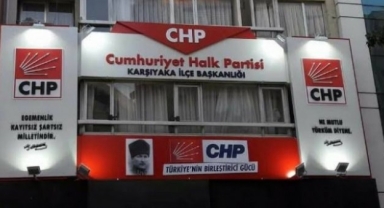 CHP
Cumhuriyet Halk Partisi
KARŞIYAKA İLÇE BAŞKANLIĞI
CHP
EGEMENLİK
KAYITSIZ ŞARTSIZ
MİLLETİNDİR.
CHP
NE MUTLU
TÜRKÜM DİYENE.
CHP
TÜRKİYE'NİN BİRLEŞTİRİCİ GÜCÜ